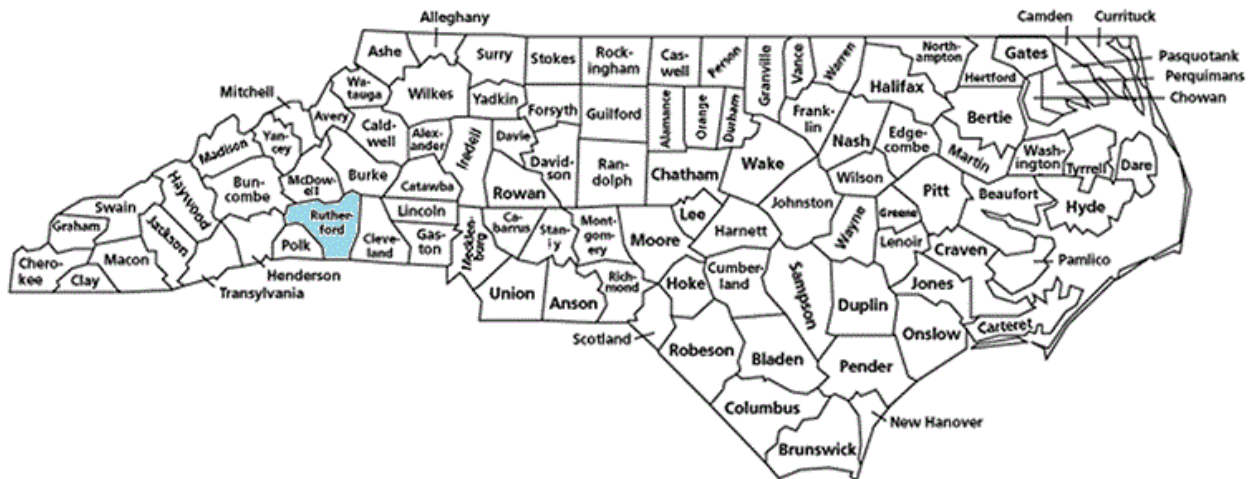 Alleghany
Camden
Currituck
Ashe
Surry
Stokes
Rock-
ingham
Cas-
well
Person
Granville
Vance
Warren
North-
ampton
Gates
Pasquotank
Perquimans
Chowan
Hertford
Halifax
Mitchell
Wa-
tauga
Wilkes
Yadkin
Forsyth
Guilford
Alamance
Orange
Durham
Frank-
lin
Nash
Edge-
combe
Bertie
Martin
Wash-
ington
Tyrrell
Dare
Madison
Yan-
cey
Avery
Cald-
well
Alex-
ander
Iredell
Davie
David-
son
Ran-
dolph
Chatham
Wake
Wilson
Pitt
Beaufort
Hyde
Swain
Haywood
Bun-
combe
McDow-
ell
Burke
Catawba
Rowan
Johnston
Wayne
Greene
Graham
Jackson
Ruther-
ford
Lincoln
Lee
Harnett
Lenoir
Craven
Pamlico
Chero-
kee
Clay
Macon
Polk
Cleve-
land
Gas-
ton
Mecklen-
burg
Ca-
barrus
Stan-
ly
Mont-
gom-
ery
Moore
Henderson
Transylvania
Union
Anson
Rich-
mond
Hoke
Cumber-
land
Sampson
Duplin
Jones
Onslow
Carteret
Scotland
Robeson
Bladen
Pender
Columbus
New Hanover
Brunswick